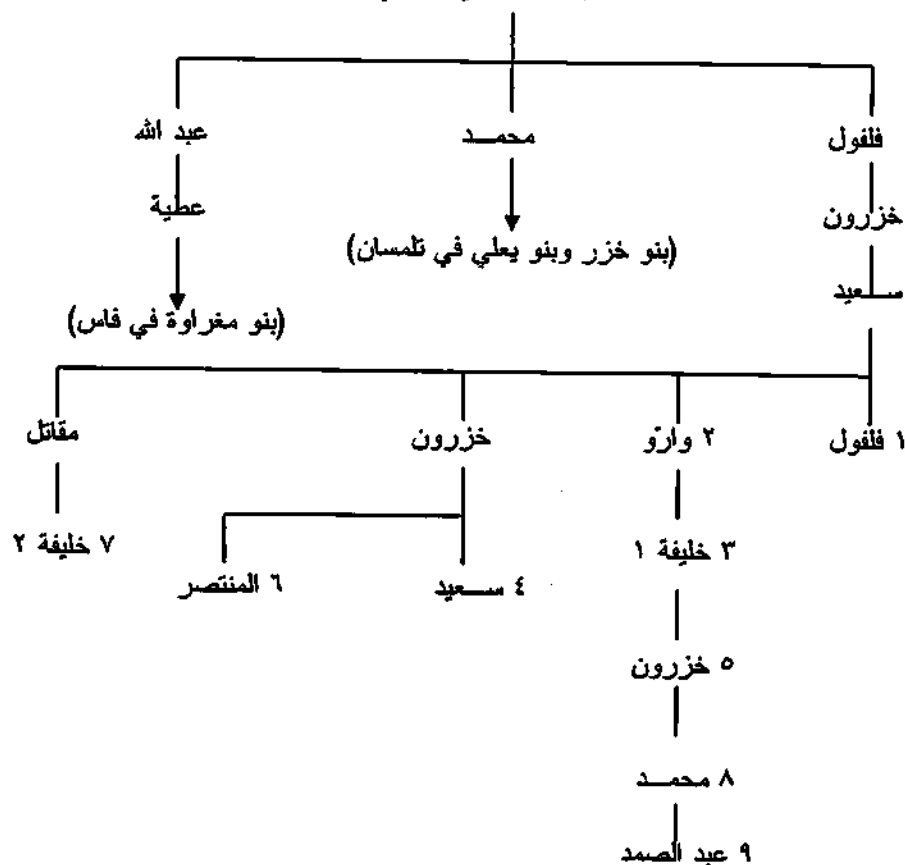 عبد الله محمد فلفول
عطية خزرون
(بنو خزر وبنو يعلي في تلمسان) سعيد
(بنو مغراوة في فاس)
مقاتل خزرون ٢ وارّو ١ فلفول
٧ خليفة ٢ ٣ خليفة ١
٦ المنتصر ٤ سعيد
٥ خزرون
٨ محمد
٩ عبد الصمد